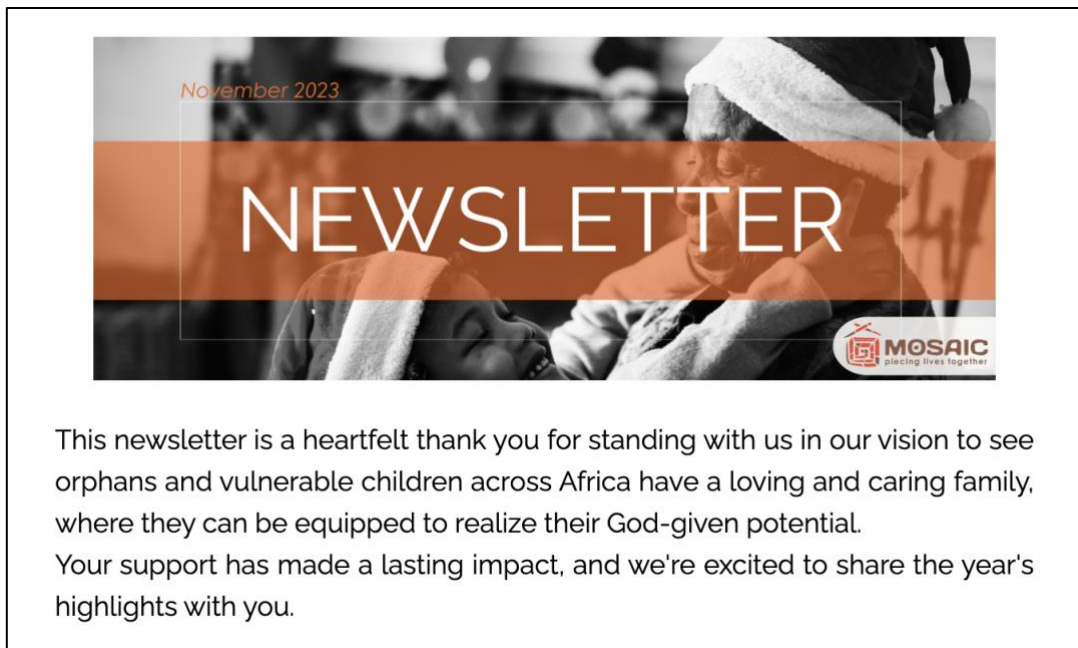 November 2023
NEWSLETTER
MOSAIC
piecing lives together
This newsletter is a heartfelt thank you for standing with us in our vision to see
orphans and vulnerable children across Africa have a loving and caring family,
where they can be equipped to realize their God-given potential.
Your support has made a lasting impact, and we're excited to share the year's
highlights with you.